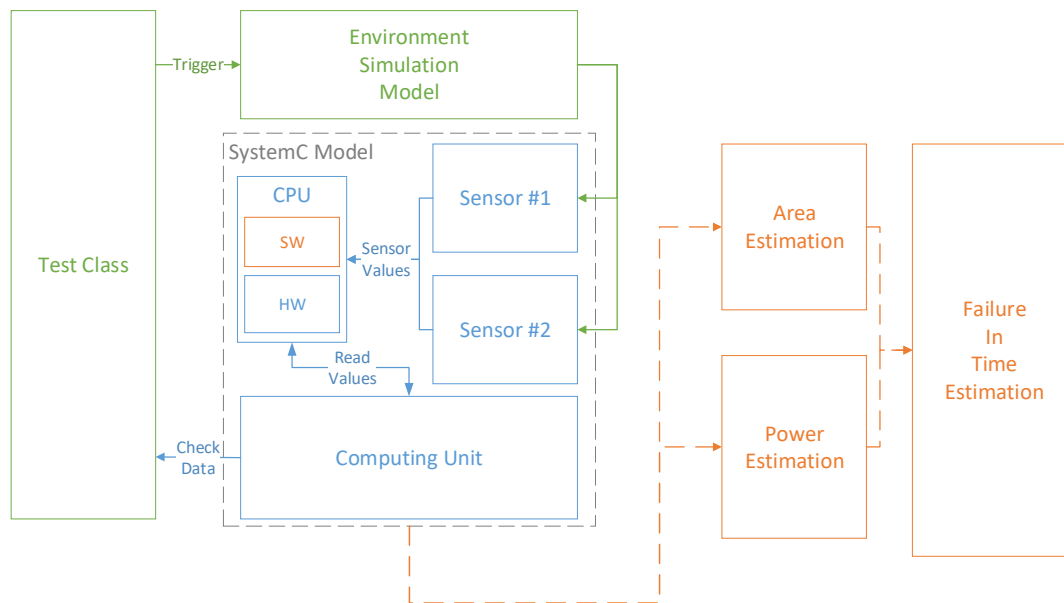 Test Class
Trigger
Environment
Simulation
Model
SystemC Model
CPU
SW
HW
Sensor
Values
Sensor #1
Sensor #2
Read
Values
Computing Unit
Check
Data
Area
Estimation
Power
Estimation
Failure
In
Time
Estimation